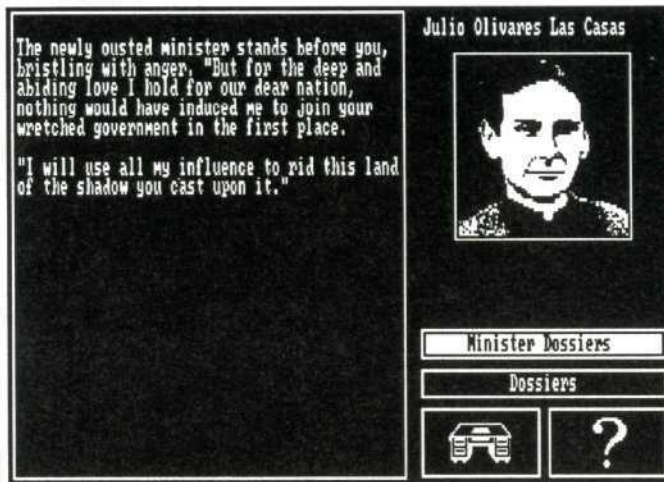 The newly ousted minister stands before you,
bristling with anger. "But for the deep and
abiding love I hold for our dear nation,
nothing would have induced me to join your
wretched government in the first place.
"I will use all my influence to rid this land
of the shadow you cast upon it."
Julio Olivares Las Casas
Minister Dossiers
Dossiers
?